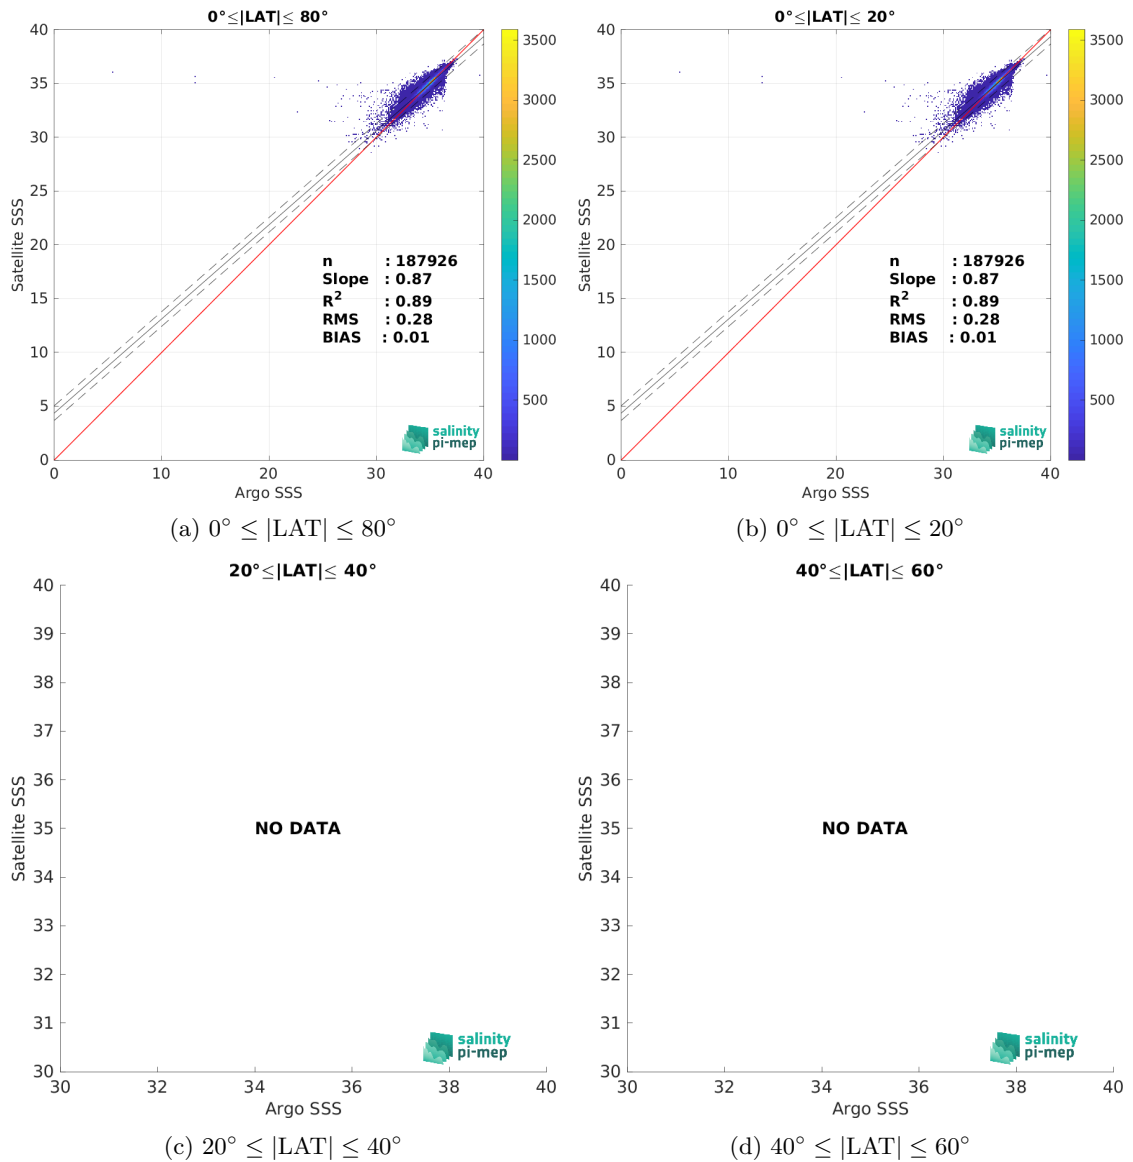 0°≤|LAT|≤ 80°
40
35
30
25
20
15
10
5
0
Satellite SSS
n : 187926
Slope : 0.87
R² : 0.89
RMS : 0.28
BIAS : 0.01
salinity
pi-mep
0 10 20 30 40
Argo SSS
3500
3000
2500
2000
1500
1000
500
(a) 0° ≤ |LAT| ≤ 80°
0°≤|LAT|≤ 20°
40
35
30
25
20
15
10
5
0
Satellite SSS
n : 187926
Slope : 0.87
R² : 0.89
RMS : 0.28
BIAS : 0.01
salinity
pi-mep
0 10 20 30 40
Argo SSS
3500
3000
2500
2000
1500
1000
500
(b) 0° ≤ |LAT| ≤ 20°
20°≤|LAT|≤ 40°
40
39
38
37
36
35
34
33
32
31
30
Satellite SSS
NO DATA
salinity
pi-mep
30 32 34 36 38 40
Argo SSS
(c) 20° ≤ |LAT| ≤ 40°
40°≤|LAT|≤ 60°
40
39
38
37
36
35
34
33
32
31
30
Satellite SSS
NO DATA
salinity
pi-mep
30 32 34 36 38 40
Argo SSS
(d) 40° ≤ |LAT| ≤ 60°